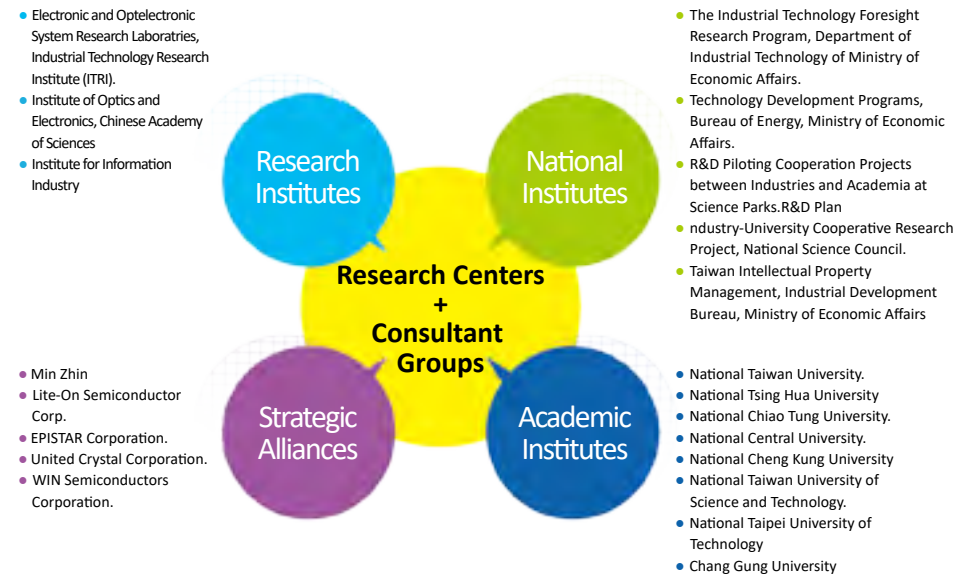 ● Electronic and Optelectronic
System Research Laboratries,
Industrial Technology Research
Institute (ITRI).
● Institute of Optics and
Electronics, Chinese Academy
of Sciences
● Institute for Information
Industry
● The Industrial Technology Foresight
Research Program, Department of
Industrial Technology of Ministry of
Economic Affairs.
● Technology Development Programs,
Bureau of Energy, Ministry of Economic
Affairs.
● R&D Piloting Cooperation Projects
between Industries and Academia at
Science Parks.R&D Plan
● ndustry-University Cooperative Research
Project, National Science Council.
● Taiwan Intellectual Property
Management, Industrial Development
Bureau, Ministry of Economic Affairs
Research
Institutes
National
Institutes
Research Centers
+
Consultant
Groups
Strategic
Alliances
Academic
Institutes
● Min Zhin
● Lite-On Semiconductor
Corp.
● EPISTAR Corporation.
● United Crystal Corporation.
● WIN Semiconductors
Corporation.
● National Taiwan University.
● National Tsing Hua University
● National Chiao Tung University.
● National Central University.
● National Cheng Kung University
● National Taiwan University of
Science and Technology.
● National Taipei University of
Technology
● Chang Gung University